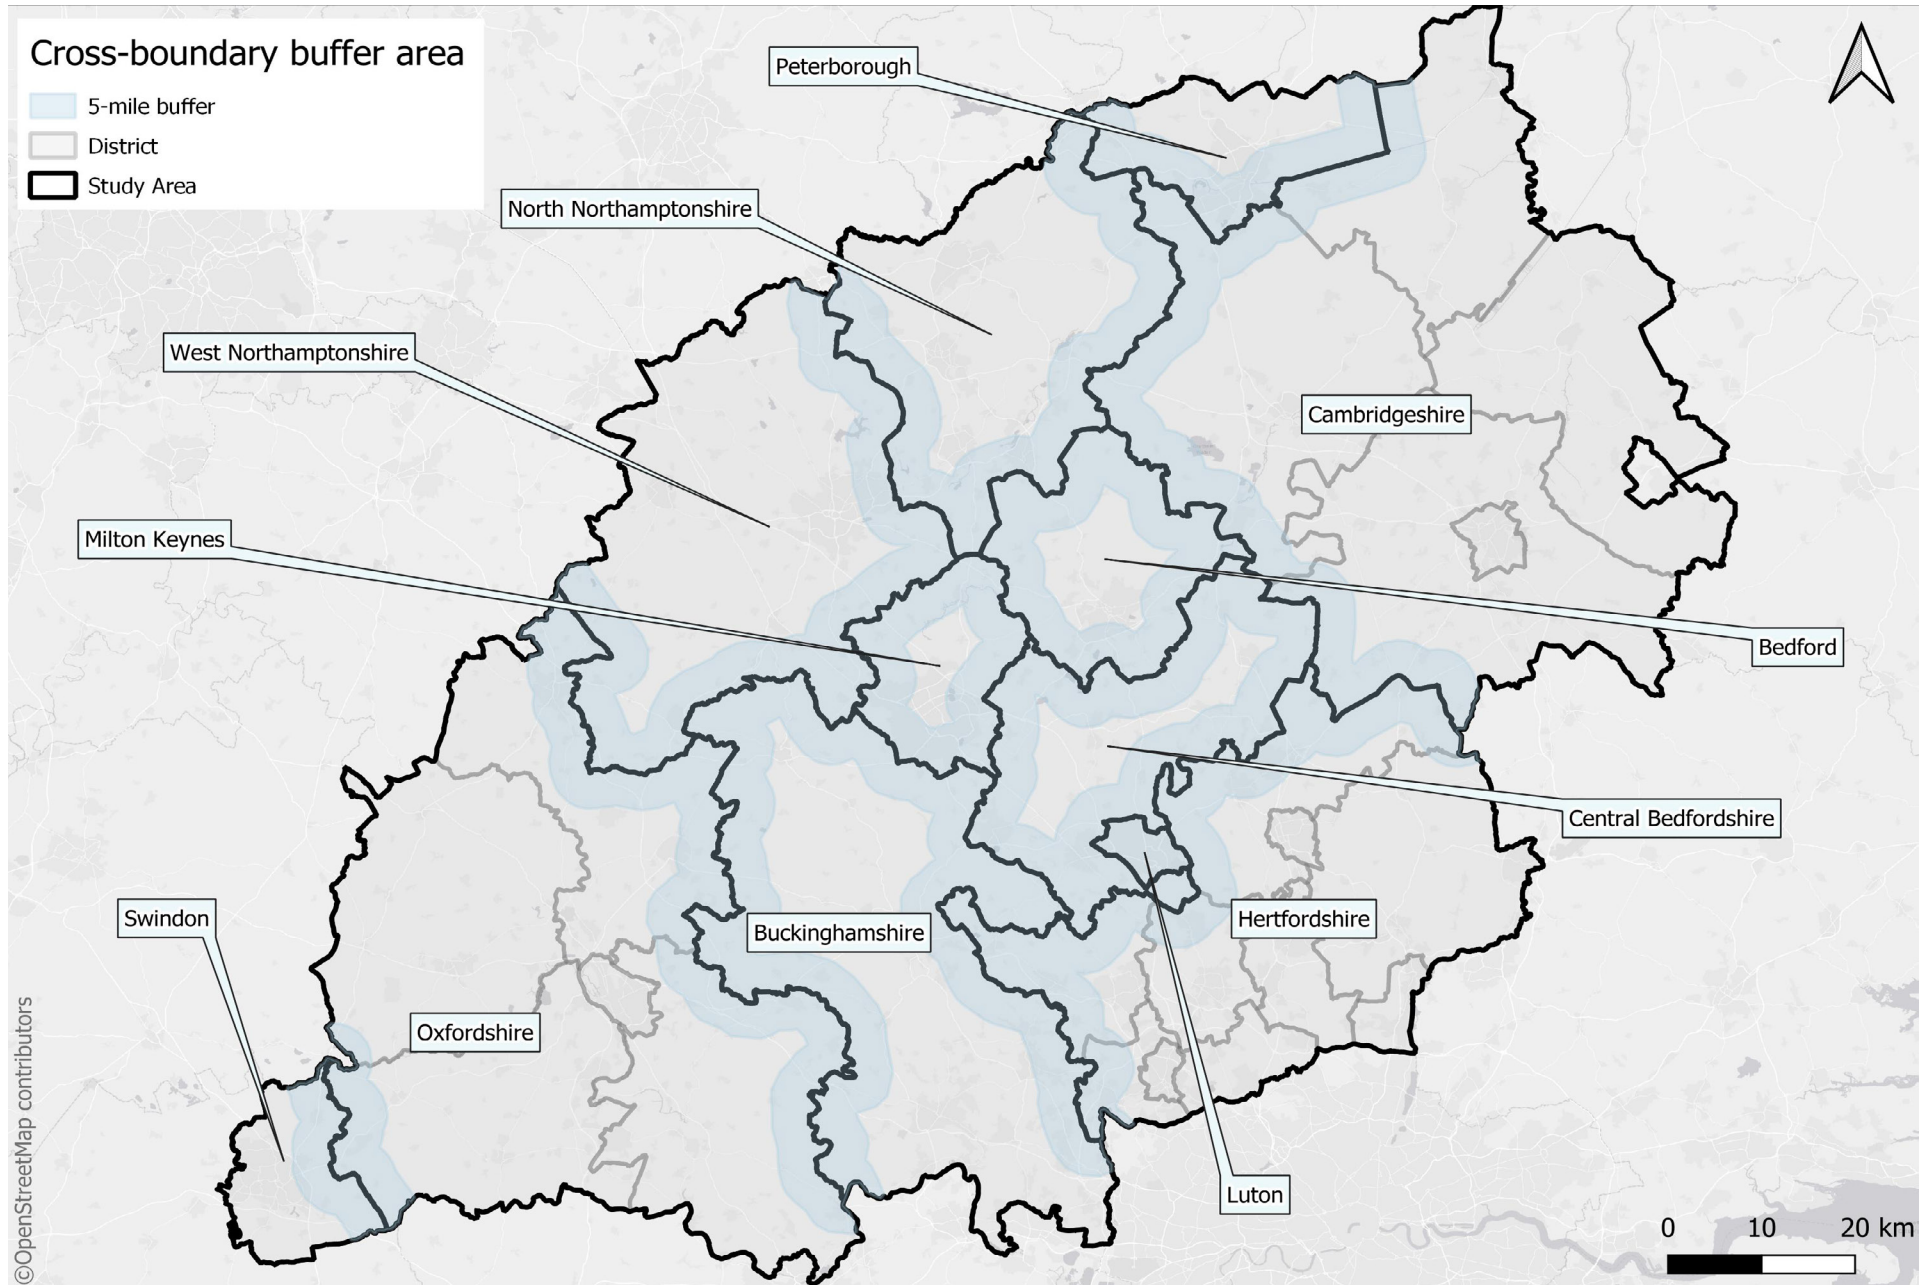 Cross-boundary buffer area
5-mile buffer
District
Study Area
Peterborough
North Northamptonshire
West Northamptonshire
Cambridgeshire
Milton Keynes
Bedford
Central Bedfordshire
Swindon
Buckinghamshire
Hertfordshire
Oxfordshire
Luton
0 10 20 km
©OpenStreetMap contributors